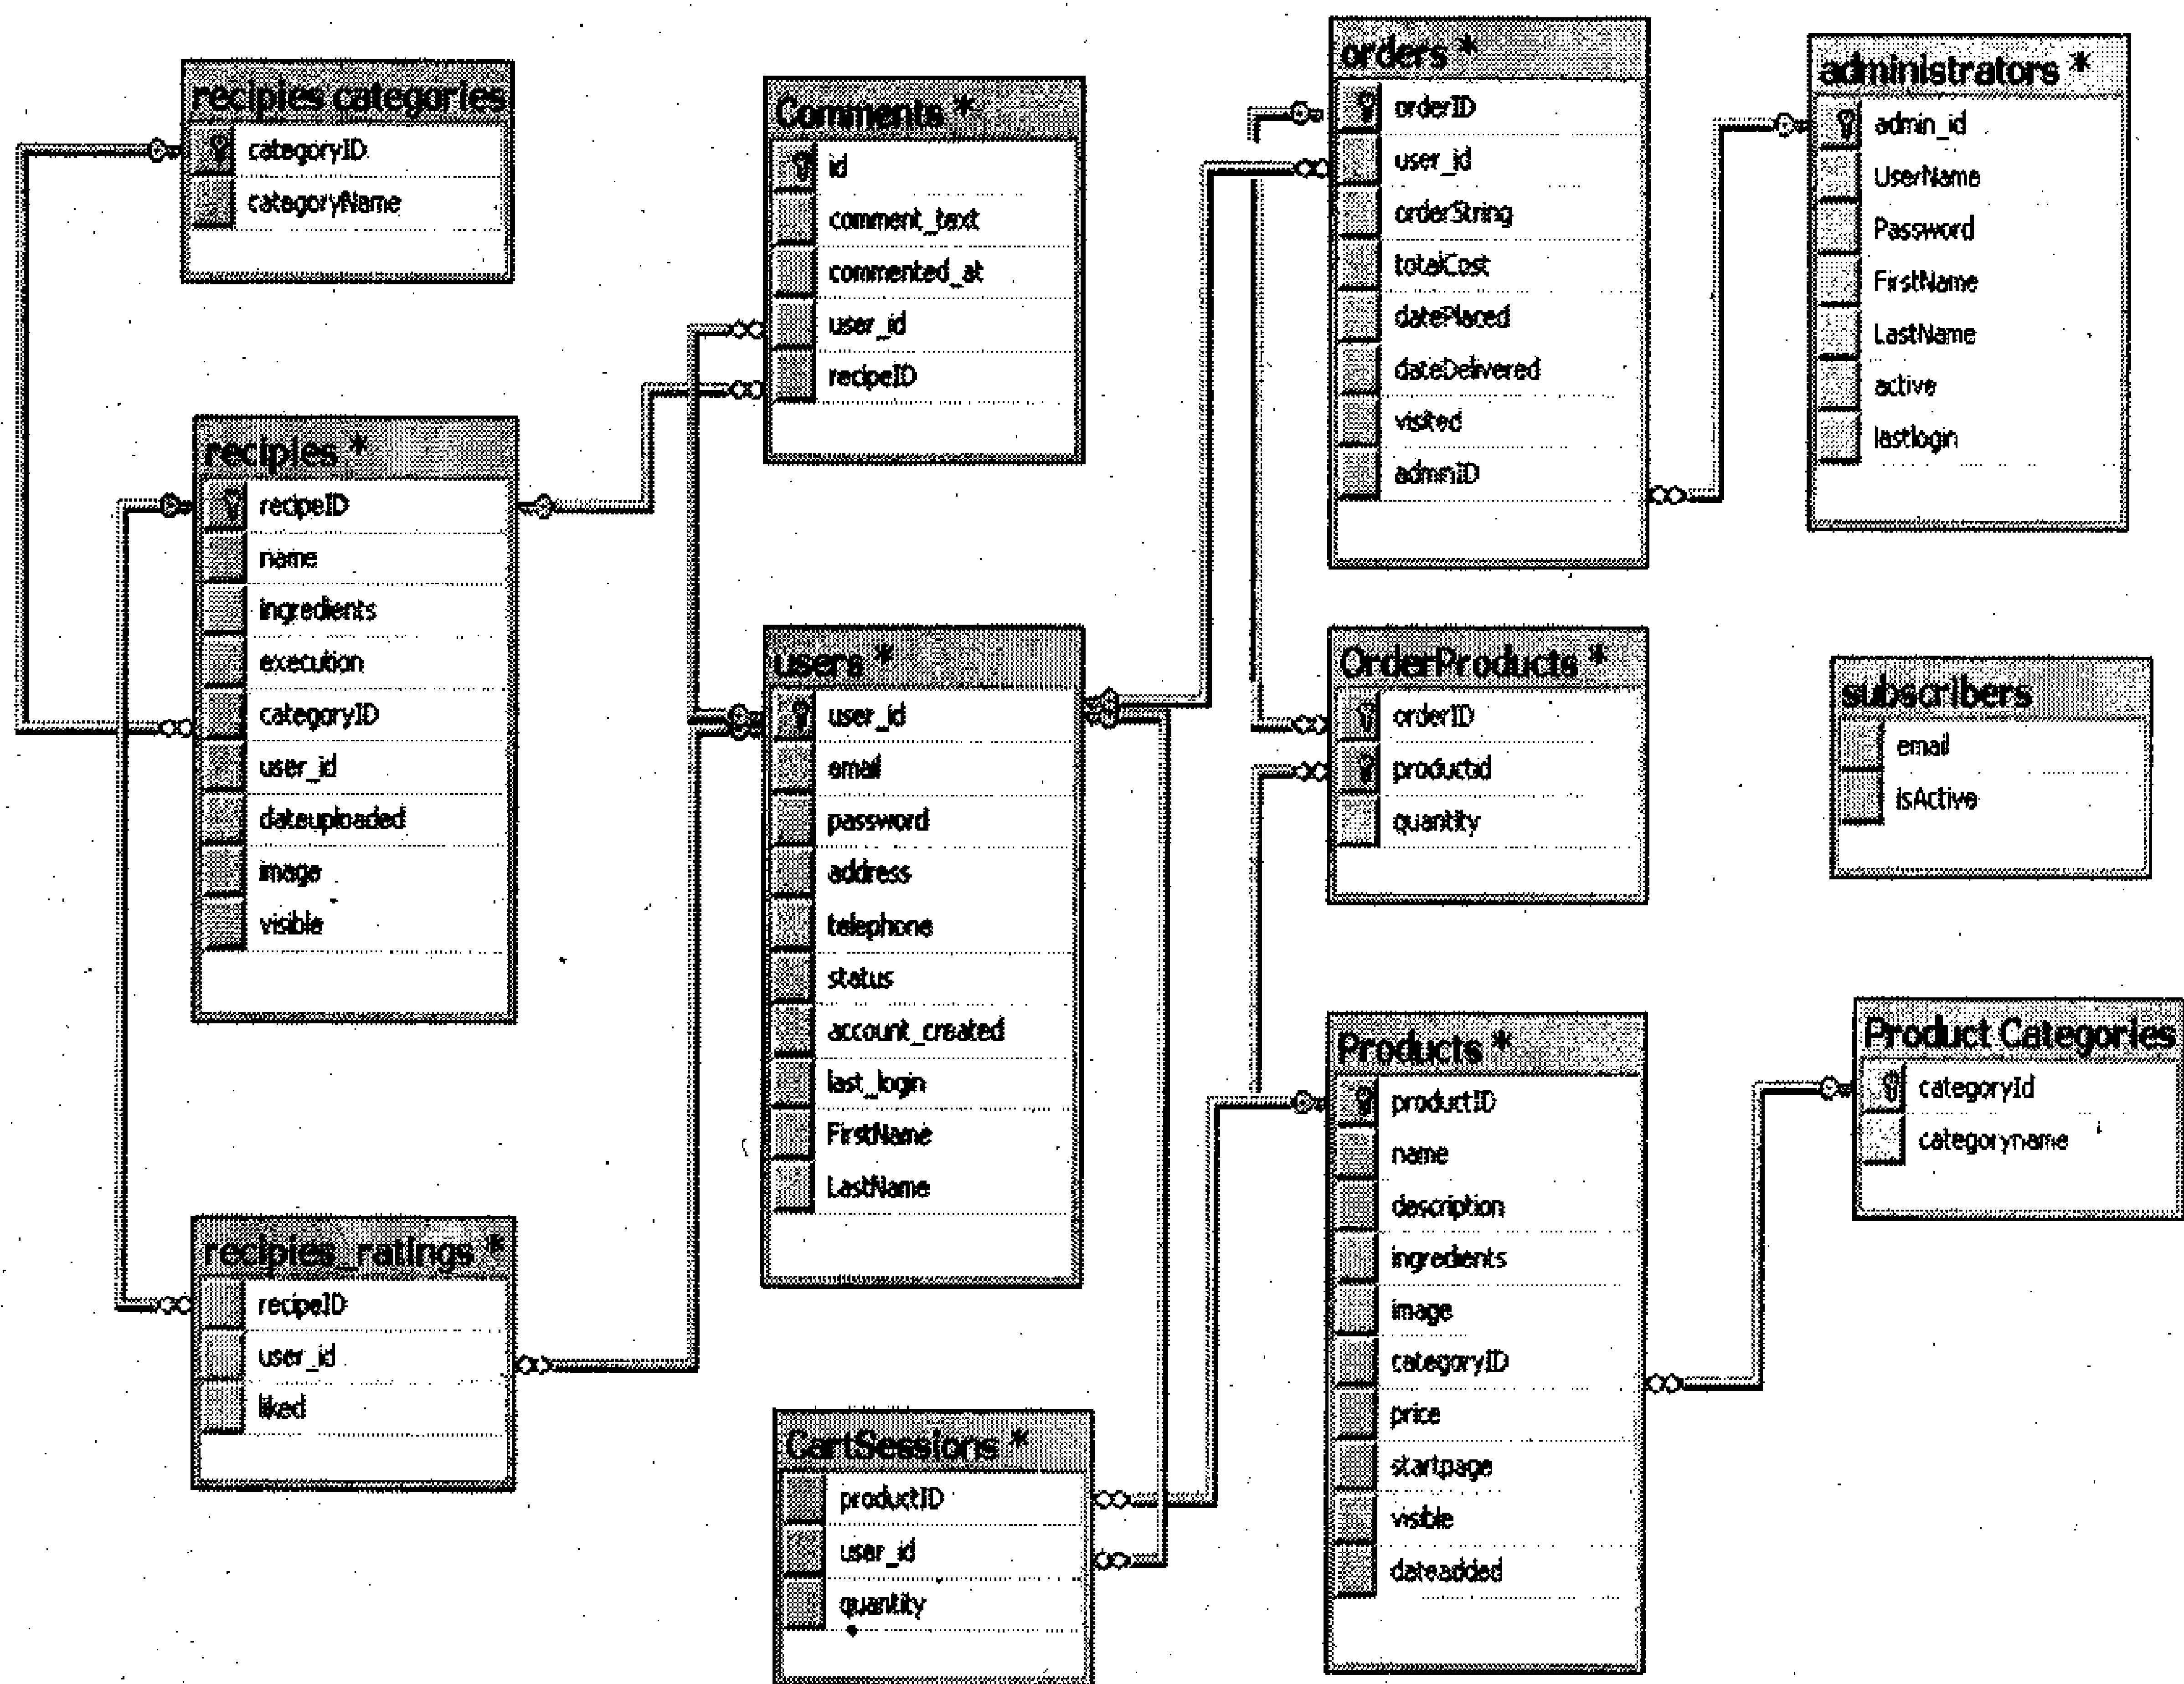 recipies categories
categoryID
categoryName
recipies *
recipeID
name
ingredients
execution
categoryID
user_id
dateuploaded
image
visible
recipies_ratings *
recipeID
user_id
liked
Comments *
id
comment_text
commented_at
user_id
recipeID
users *
user_id
email
password
address
telephone
status
account_created
last_login
FirstName
LastName
CartSessions *
productID
user_id
quantity
orders *
orderID
user_id
orderString
totalCost
datePlaced
dateDelivered
visited
adminID
OrderProducts *
orderID
productid
quantity
Products *
productID
name
description
ingredients
image
categoryID
price
startpage
visible
dateadded
administrators *
admin_id
UserName
Password
FirstName
LastName
active
lastlogin
subscribers
email
isActive
Product Categories
categoryId
categoryname